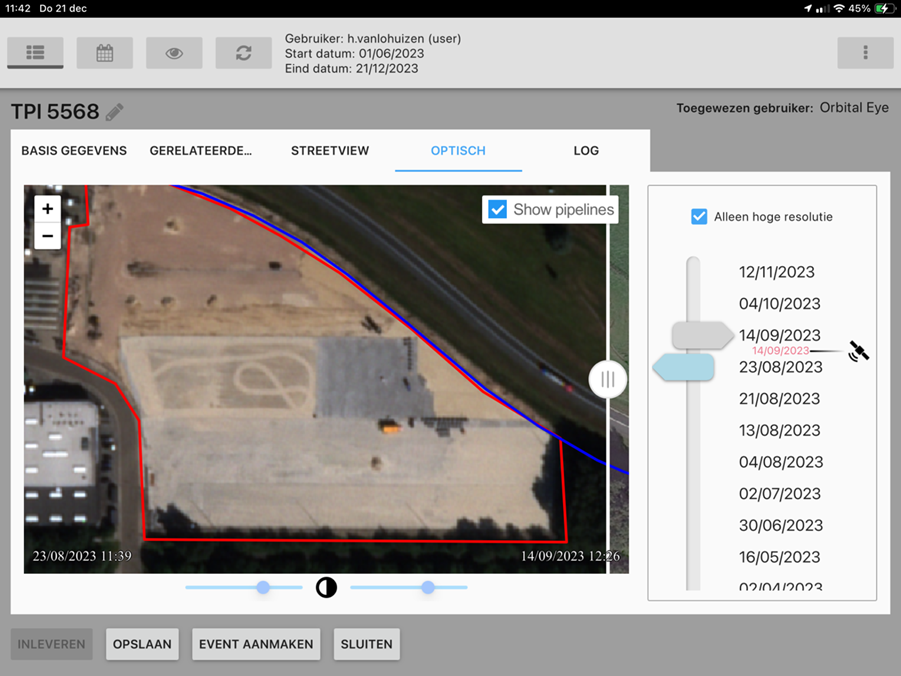 11:42 Do 21 dec
45%
Gebruiker: h.vanlohuizen (user)
Start datum: 01/06/2023
Eind datum: 21/12/2023
TPI 5568
Toegewezen gebruiker: Orbital Eye
BASIS GEGEVENS GERELATEERDE... STREETVIEW OPTISCH LOG
+
−
Show pipelines
23/08/2023 11:39
14/09/2023 12:26
Alleen hoge resolutie
12/11/2023
04/10/2023
14/09/2023
14/09/2023
23/08/2023
21/08/2023
13/08/2023
04/08/2023
02/07/2023
30/06/2023
16/05/2023
02/04/2023
INLEVEREN OPSLAAN EVENT AANMAKEN SLUITEN